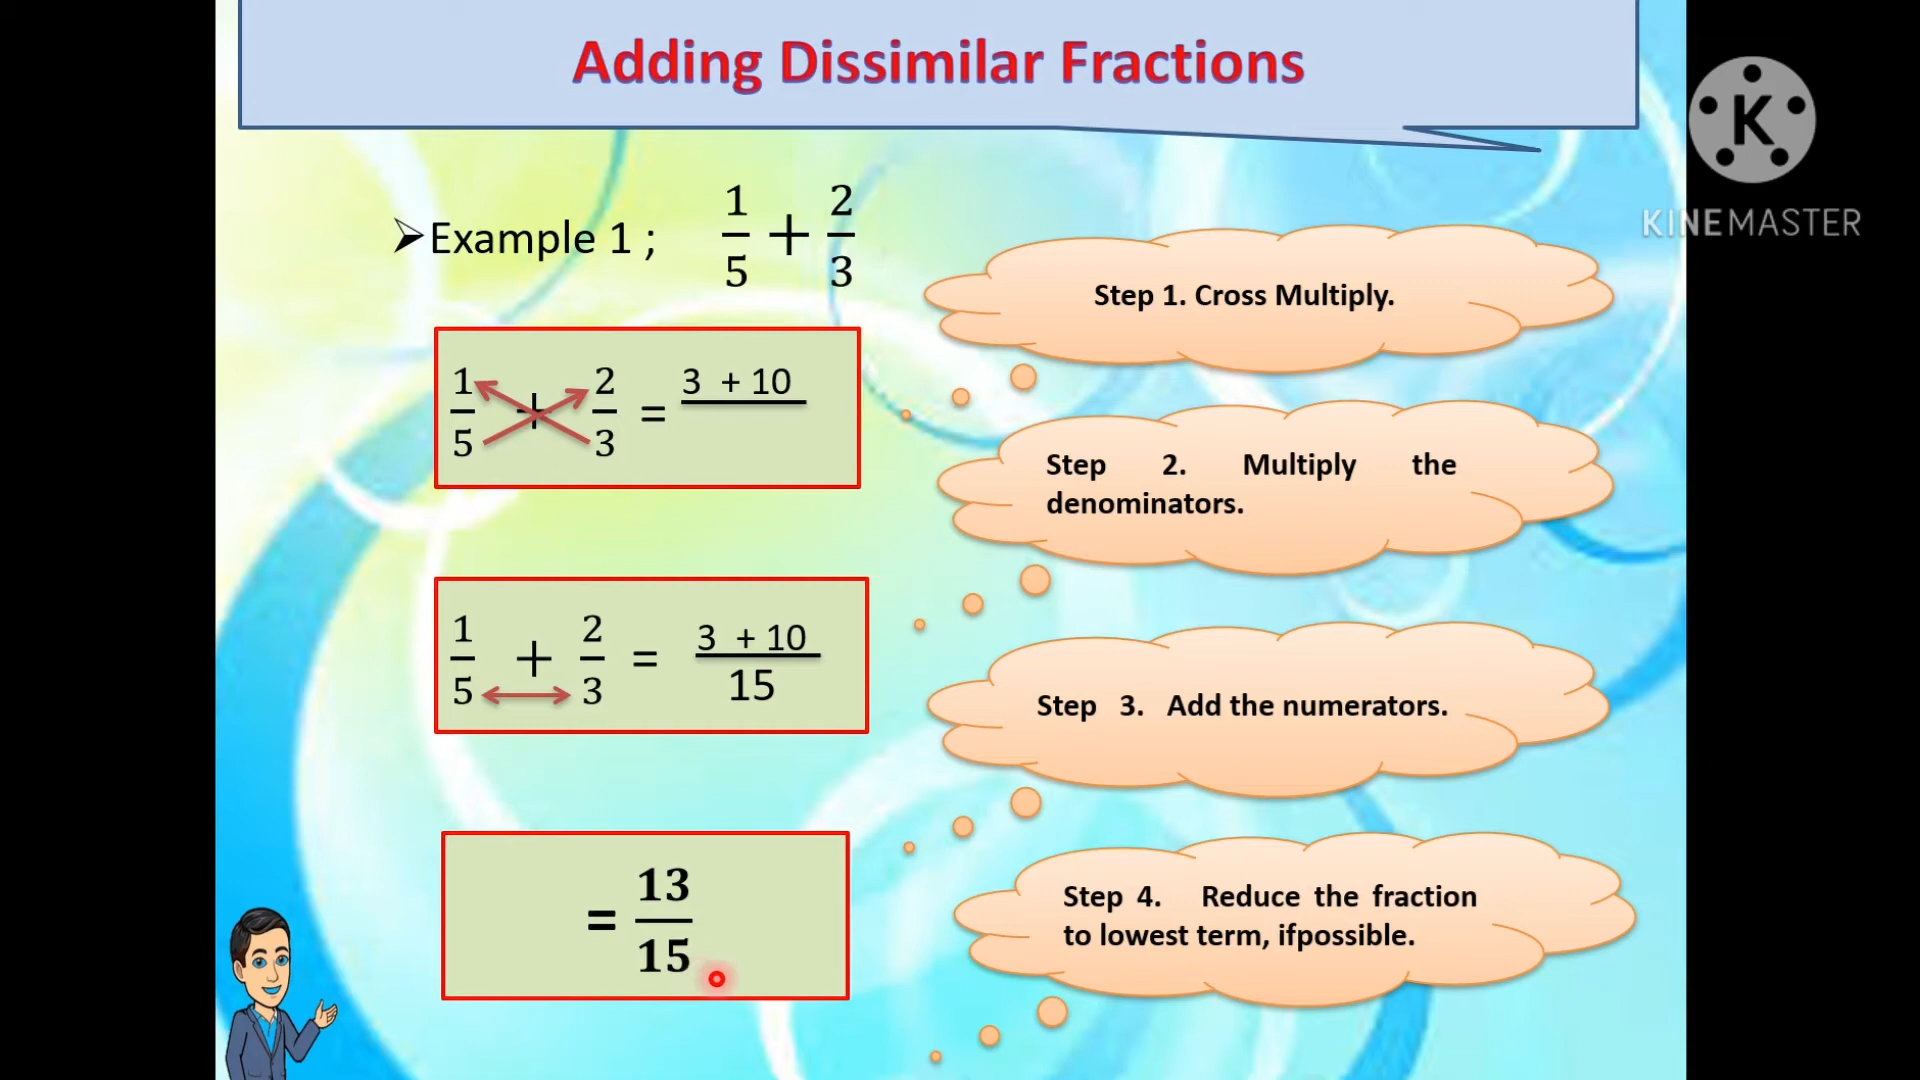 Adding Dissimilar Fractions
K
KINEMASTER
➢Example 1 ; 1/5 + 2/3
Step 1. Cross Multiply.
1/5 + 2/3 = 3 + 10
Step 2. Multiply the
denominators.
1/5 + 2/3 = 3 + 10/15
Step 3. Add the numerators.
= 13/15
Step 4. Reduce the fraction
to lowest term, ifpossible.